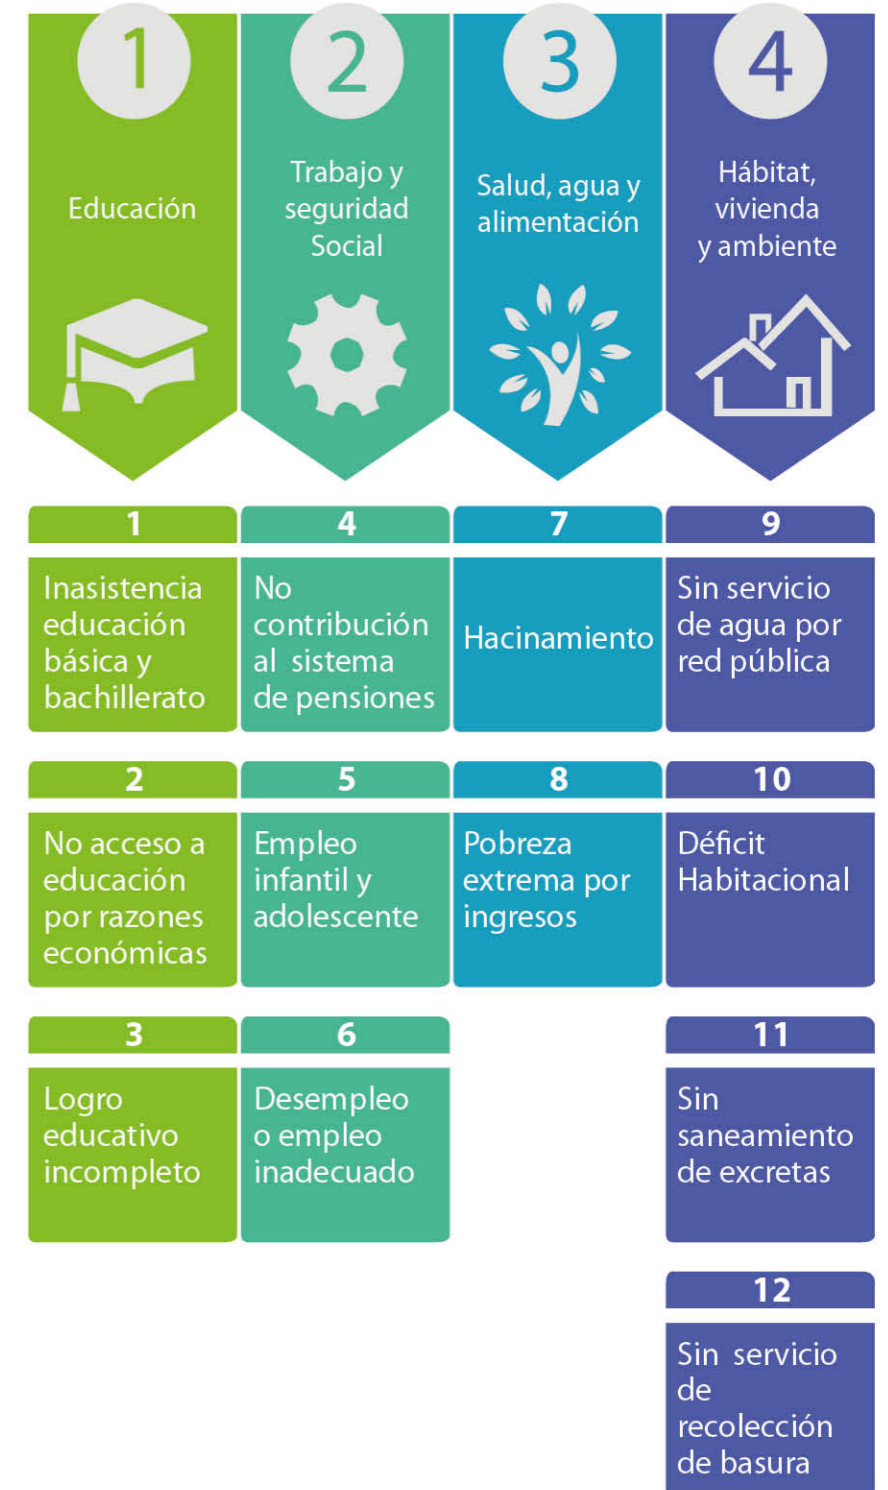 1
Educación
2
Trabajo y
seguridad
Social
3
Salud, agua y
alimentación
4
Hábitat,
vivienda
y ambiente
1
Inasistencia
educación
básica y
bachillerato
4
No
contribución
al sistema
de pensiones
7
Hacinamiento
9
Sin servicio
de agua por
red pública
2
No acceso a
educación
por razones
económicas
5
Empleo
infantil y
adolescente
8
Pobreza
extrema por
ingresos
10
Déficit
Habitacional
3
Logro
educativo
incompleto
6
Desempleo
o empleo
inadecuado
11
Sin
saneamiento
de excretas
12
Sin servicio
de
recolección
de basura